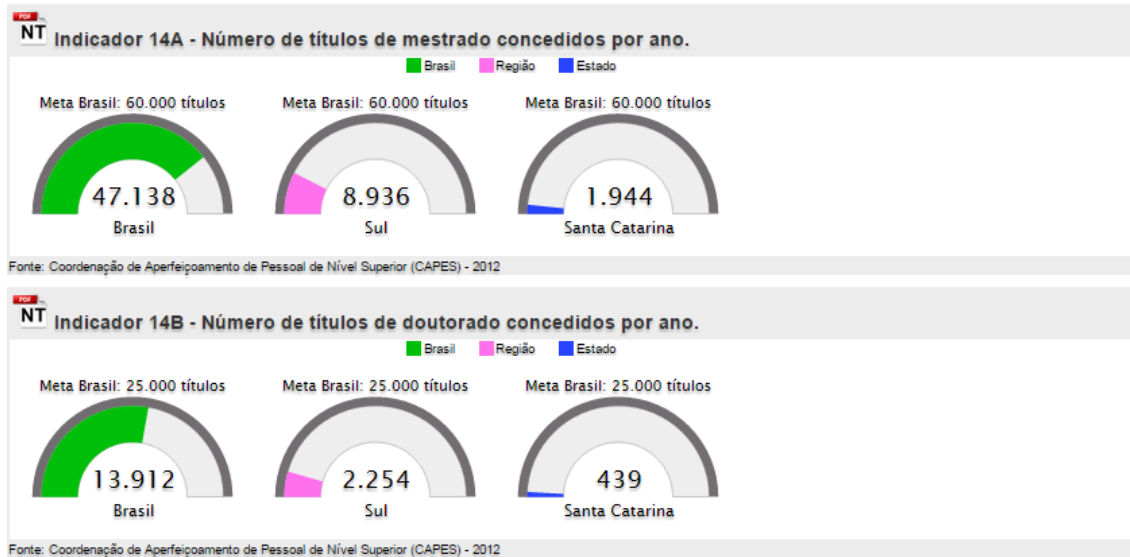 PDF
NT Indicador 14A - Número de títulos de mestrado concedidos por ano.
Brasil Região Estado
Meta Brasil: 60.000 títulos Meta Brasil: 60.000 títulos Meta Brasil: 60.000 títulos
47.138 8.936 1.944
Brasil Sul Santa Catarina
Fonte: Coordenação de Aperfeiçoamento de Pessoal de Nível Superior (CAPES) - 2012
PDF
NT Indicador 14B - Número de títulos de doutorado concedidos por ano.
Brasil Região Estado
Meta Brasil: 25.000 títulos Meta Brasil: 25.000 títulos Meta Brasil: 25.000 títulos
13.912 2.254 439
Brasil Sul Santa Catarina
Fonte: Coordenação de Aperfeiçoamento de Pessoal de Nível Superior (CAPES) - 2012